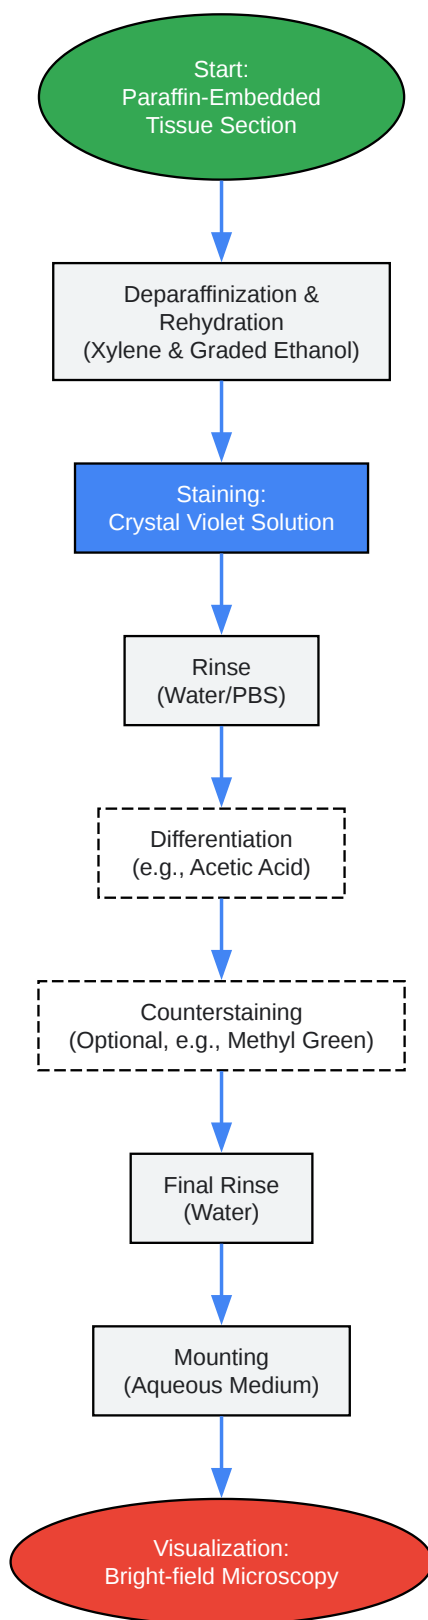 Start:
Paraffin-Embedded
Tissue Section
Deparaffinization &
Rehydration
(Xylene & Graded Ethanol)
Staining:
Crystal Violet Solution
Rinse
(Water/PBS)
Differentiation
(e.g., Acetic Acid)
Counterstaining
(Optional, e.g., Methyl Green)
Final Rinse
(Water)
Mounting
(Aqueous Medium)
Visualization:
Bright-field Microscopy